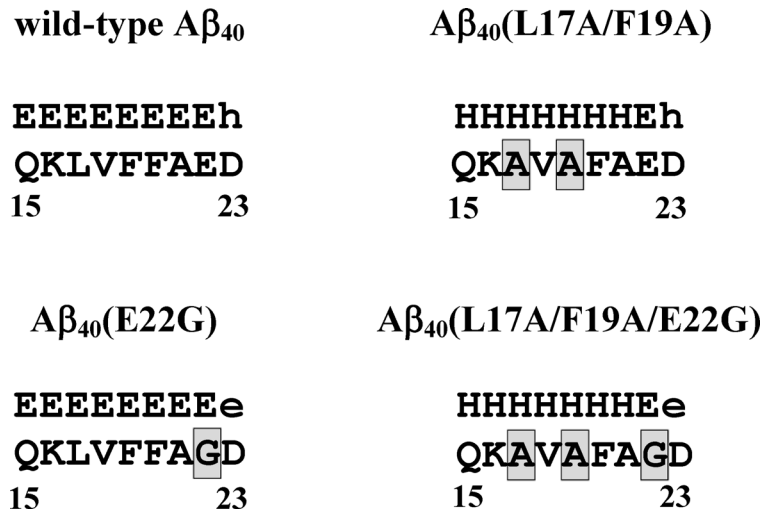 wild-type Aβ₄₀
EEEEEEEEh
QKLVFFAED
15 23
Aβ₄₀(L17A/F19A)
HHHHHHHEh
QKAVAFAED
15 23
Aβ₄₀(E22G)
EEEEEEEEe
QKLVFFAGD
15 23
Aβ₄₀(L17A/F19A/E22G)
HHHHHHHEe
QKAVAFAGD
15 23